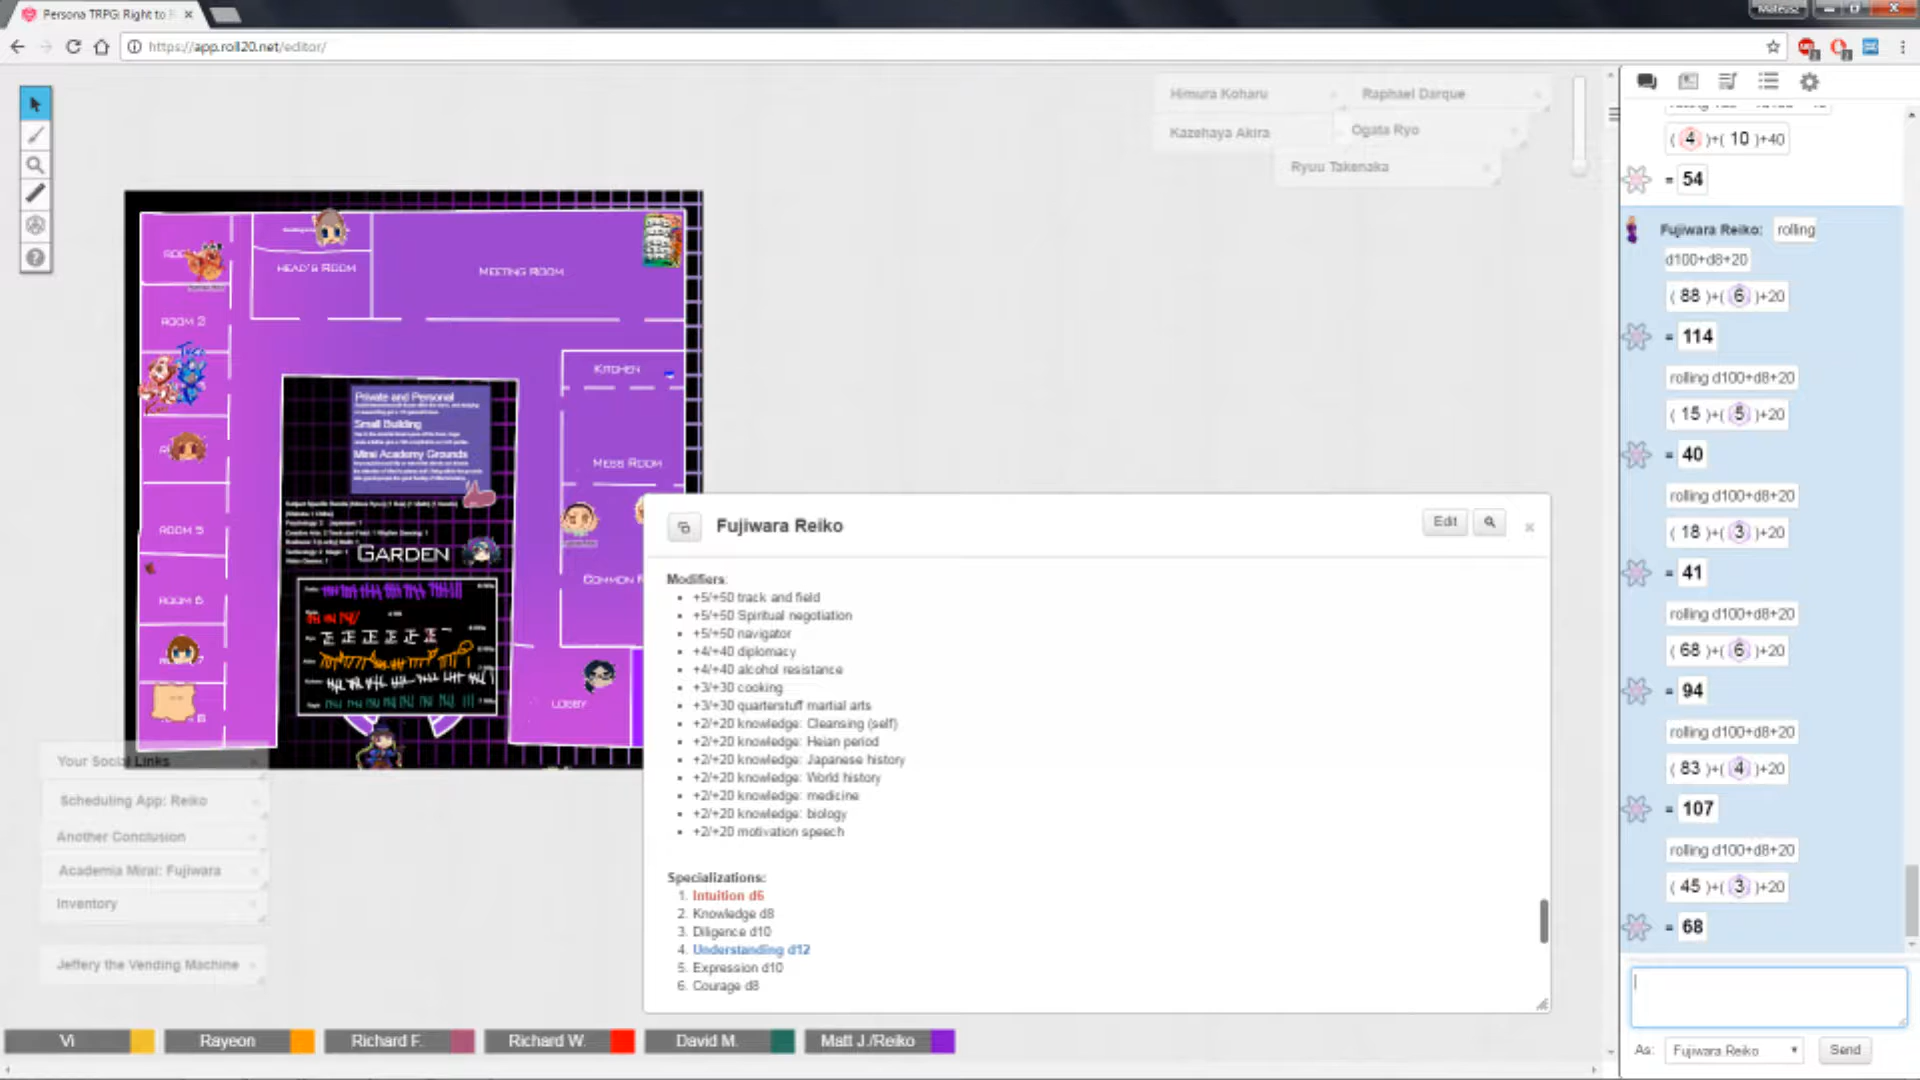 Persona TRPG: Right to
Mateusz
https://app.roll20.net/editor/
Himura Koharu
Raphael Darque
Kazehaya Akira
Ogata Ryo
Ryuu Takenaka
HEAD'S ROOM
MEETING ROOM
ROOM 2
KITCHEN
Private and Personal
Small Building
Mirai Academy Grounds
MESS ROOM
ROOM 5
GARDEN
ROOM 6
COMMON
LOBBY
Your Social Links
Scheduling App: Reiko
Another Conclusion
Academia Mirai: Fujiwara
Inventory
Jeffery the Vending Machine
Fujiwara Reiko
Edit
Modifiers:
+5/+50 track and field
+5/+50 Spiritual negotiation
+5/+50 navigator
+4/+40 diplomacy
+4/+40 alcohol resistance
+3/+30 cooking
+3/+30 quarterstuff martial arts
+2/+20 knowledge: Cleansing (self)
+2/+20 knowledge: Heian period
+2/+20 knowledge: Japanese history
+2/+20 knowledge: World history
+2/+20 knowledge: medicine
+2/+20 knowledge: biology
+2/+20 motivation speech
Specializations:
1. Intuition d6
2. Knowledge d8
3. Diligence d10
4. Understanding d12
5. Expression d10
6. Courage d8
(4)+(10)+40
= 54
Fujiwara Reiko: rolling
d100+d8+20
(88)+(6)+20
= 114
rolling d100+d8+20
(15)+(5)+20
= 40
rolling d100+d8+20
(18)+(3)+20
= 41
rolling d100+d8+20
(68)+(6)+20
= 94
rolling d100+d8+20
(83)+(4)+20
= 107
rolling d100+d8+20
(45)+(3)+20
= 68
As: Fujiwara Reiko
Send
Vi
Rayeon
Richard F.
Richard W.
David M.
Matt J./Reiko